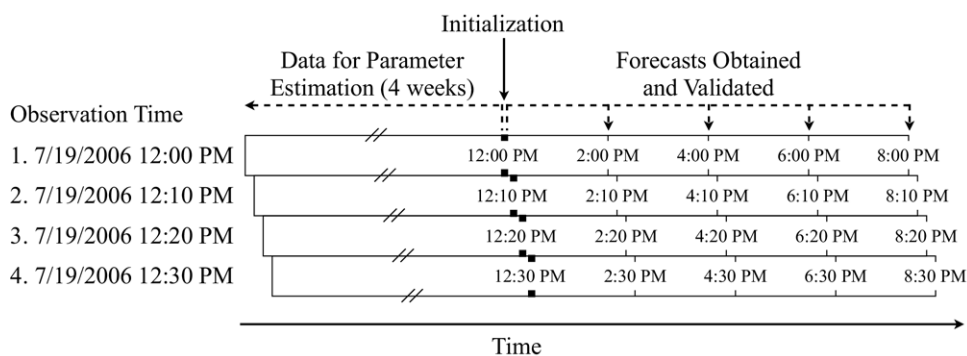 Initialization
Data for Parameter
Estimation (4 weeks)
Forecasts Obtained
and Validated
Observation Time
1. 7/19/2006 12:00 PM 12:00 PM 2:00 PM 4:00 PM 6:00 PM 8:00 PM
2. 7/19/2006 12:10 PM 12:10 PM 2:10 PM 4:10 PM 6:10 PM 8:10 PM
3. 7/19/2006 12:20 PM 12:20 PM 2:20 PM 4:20 PM 6:20 PM 8:20 PM
4. 7/19/2006 12:30 PM 12:30 PM 2:30 PM 4:30 PM 6:30 PM 8:30 PM
Time